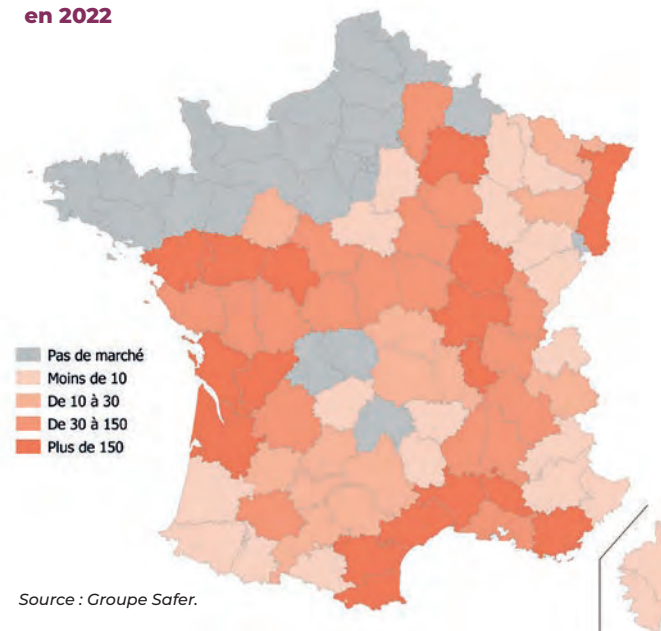 en 2022
Pas de marché
Moins de 10
De 10 à 30
De 30 à 150
Plus de 150
Source : Groupe Safer.